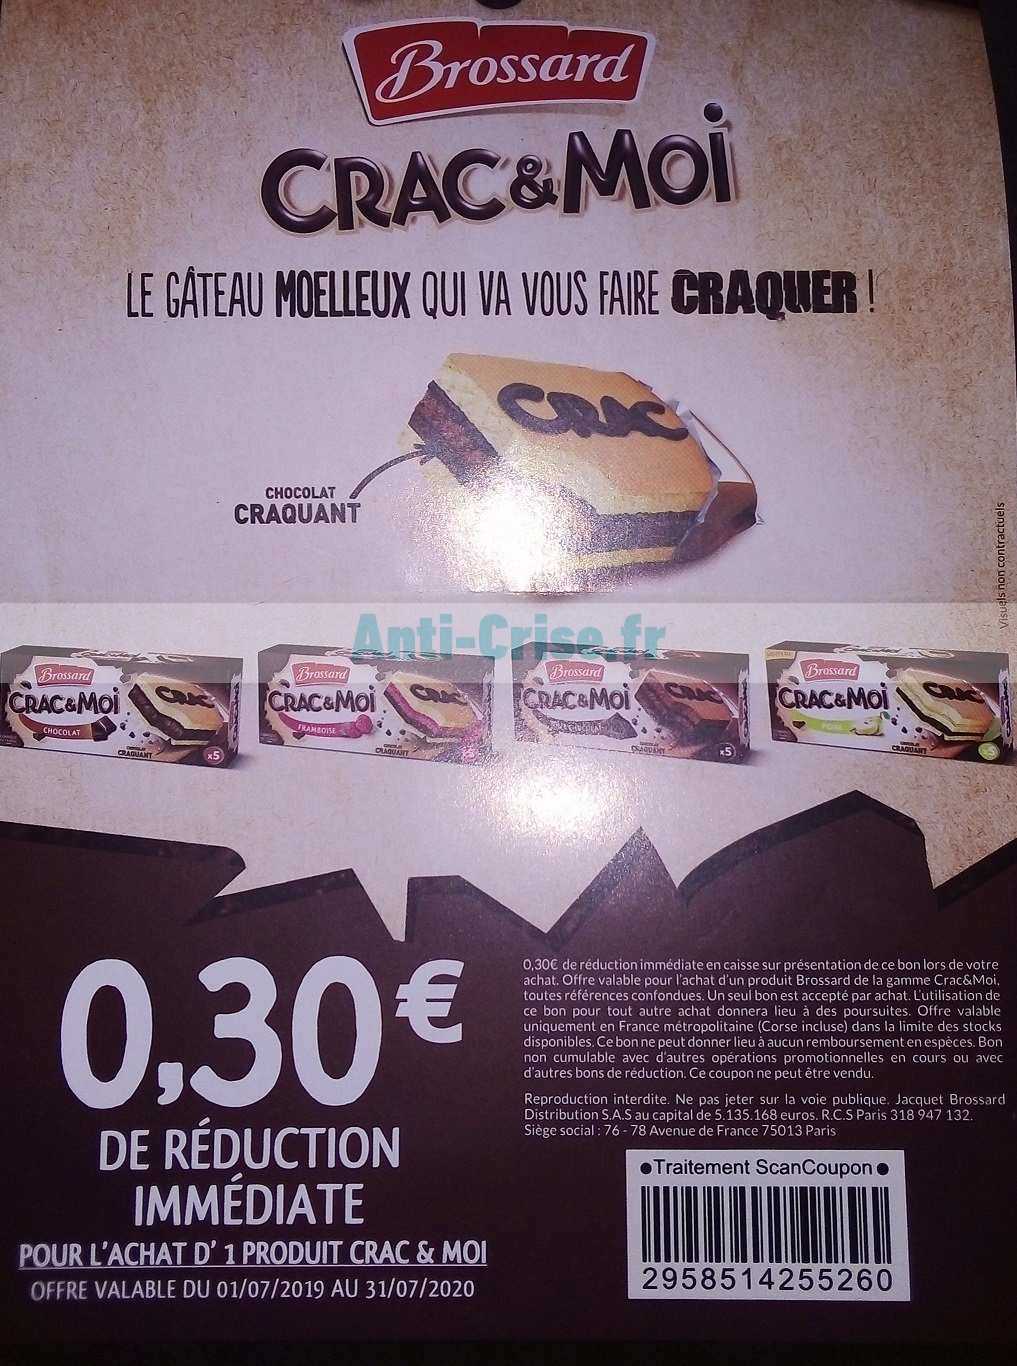 Brossard
CRAC&MOI
LE GÂTEAU MOELLEUX QUI VA VOUS FAIRE CRAQUER !
CRAC
CHOCOLAT
CRAQUANT
Visuels non contractuels
Anti-Crise.fr
Brossard
CRAC&MOI
CRAC
CHOCOLAT
CHOCOLAT
CRAQUANT
x5
Brossard
CRAC&MOI
CRAC
FRAMBOISE
CHOCOLAT
CRAQUANT
Brossard
CRAC&MOI
CHOCOLAT
CRAQUANT
x5
Brossard
CRAC&MOI
CRAC
CHOCOLAT
CRAQUANT
x5
0,30€
DE RÉDUCTION
IMMÉDIATE
POUR L'ACHAT D' 1 PRODUIT CRAC & MOI
OFFRE VALABLE DU 01/07/2019 AU 31/07/2020
0,30€ de réduction immédiate en caisse sur présentation de ce bon lors de votre
achat. Offre valable pour l'achat d'un produit Brossard de la gamme Crac&Moi,
toutes références confondues. Un seul bon est accepté par achat. L'utilisation de
ce bon pour tout autre achat donnera lieu à des poursuites. Offre valable
uniquement en France métropolitaine (Corse incluse) dans la limite des stocks
disponibles. Ce bon ne peut donner lieu à aucun remboursement en espèces. Bon
non cumulable avec d'autres opérations promotionnelles en cours ou avec
d'autres bons de réduction. Ce coupon ne peut être vendu.
Reproduction interdite. Ne pas jeter sur la voie publique. Jacquet Brossard
Distribution S.A.S au capital de 5.135.168 euros. R.C.S Paris 318 947 132.
Siège social : 76 - 78 Avenue de France 75013 Paris
•Traitement ScanCoupon•
2958514255260